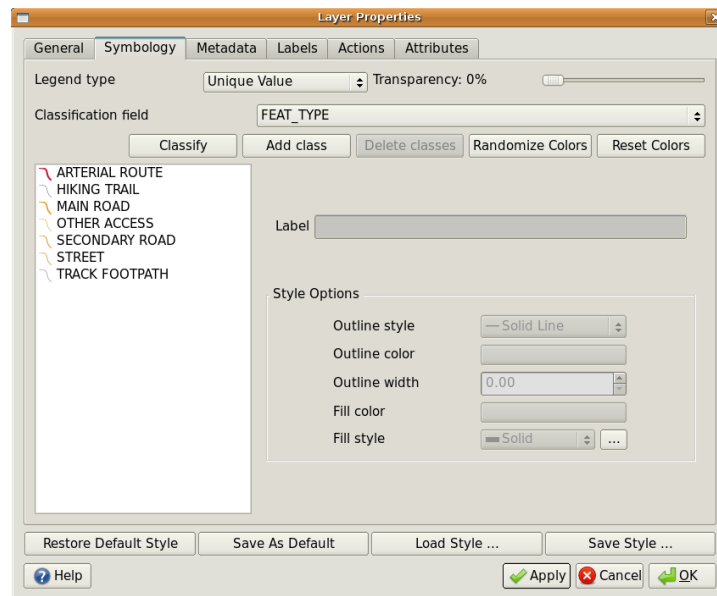 Layer Properties
General Symbology Metadata Labels Actions Attributes
Legend type Unique Value Transparency: 0%
Classification field FEAT_TYPE
Classify Add class Delete classes Randomize Colors Reset Colors
ARTERIAL ROUTE
HIKING TRAIL
MAIN ROAD
OTHER ACCESS
SECONDARY ROAD
STREET
TRACK FOOTPATH
Label
Style Options
Outline style Solid Line
Outline color
Outline width 0.00
Fill color
Fill style Solid ...
Restore Default Style Save As Default Load Style ... Save Style ...
Help Apply Cancel OK